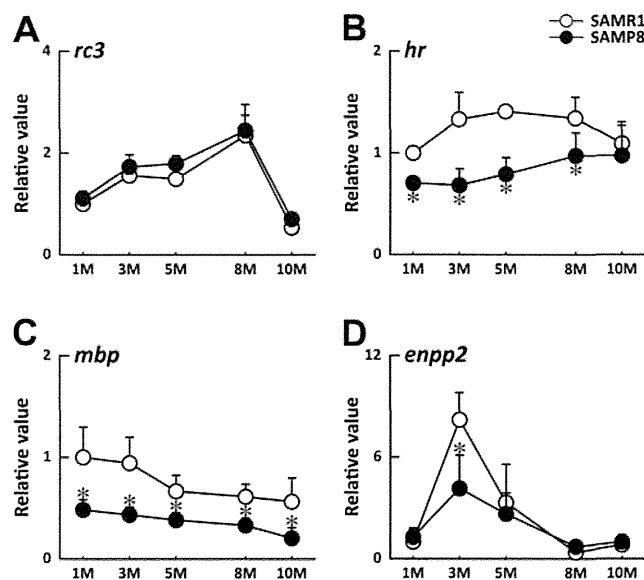 SAMR1
SAMP8
A
rc3
Relative value
4
2
0
1M 3M 5M 8M 10M
B
hr
Relative value
2
1
0
* * * *
1M 3M 5M 8M 10M
C
mbp
Relative value
2
1
0
* * * * *
1M 3M 5M 8M 10M
D
enpp2
Relative value
12
6
0
*
1M 3M 5M 8M 10M